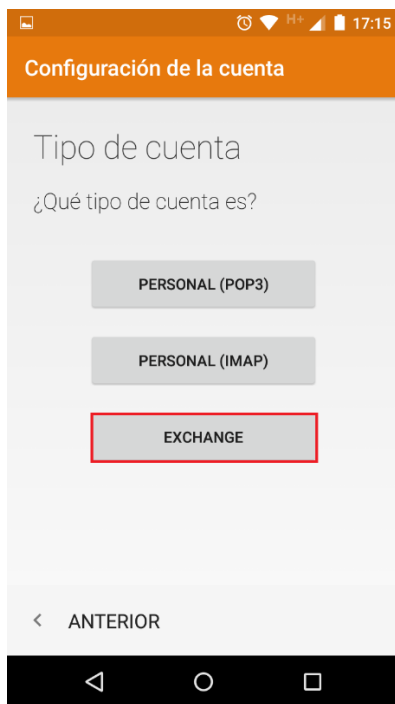 H+ 17:15
Configuración de la cuenta
Tipo de cuenta
¿Qué tipo de cuenta es?
PERSONAL (POP3)
PERSONAL (IMAP)
EXCHANGE
ANTERIOR